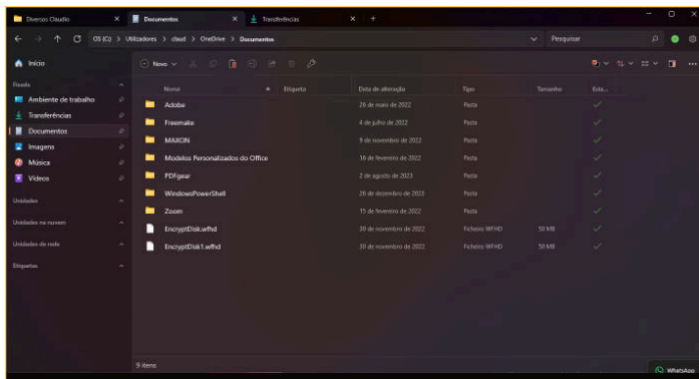 Diversos Claudio
Documentos
Transferências
OS (C:) > Utilizadores > claud > OneDrive > Documentos
Pesquisar
Início
Novo
Fixado
Ambiente de trabalho
Transferências
Documentos
Imagens
Música
Vídeos
Unidades
Unidades na nuvem
Unidades de rede
Etiquetas
Nome Etiqueta Data de alteração Tipo Tamanho Esta...
Adobe 26 de maio de 2022 Pasta
Freemake 4 de julho de 2022 Pasta
MAXON 9 de novembro de 2022 Pasta
Modelos Personalizados do Office 16 de fevereiro de 2022 Pasta
PDFgear 2 de agosto de 2023 Pasta
WindowsPowerShell 26 de dezembro de 2023 Pasta
Zoom 15 de fevereiro de 2022 Pasta
EncryptDisk.wfhd 30 de novembro de 2022 Ficheiro WFHD 50 MB
EncryptDisk1.wfhd 30 de novembro de 2022 Ficheiro WFHD 50 MB
9 itens
WhatsApp